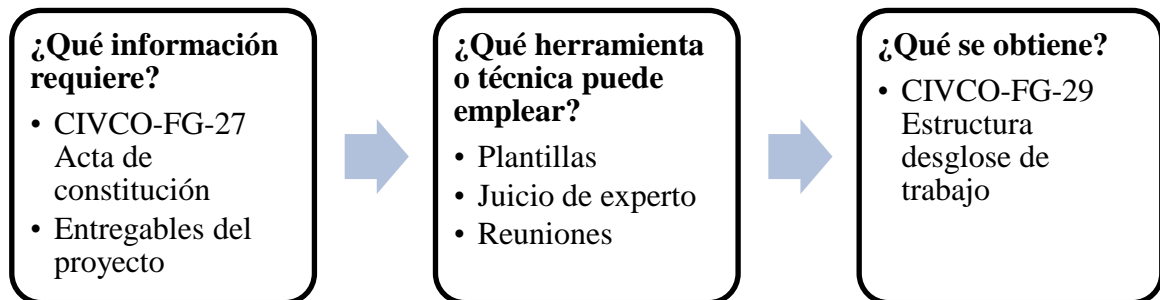 ¿Qué información
requiere?
• CIVCO-FG-27
Acta de
constitución
• Entregables del
proyecto
¿Qué herramienta
o técnica puede
emplear?
• Plantillas
• Juicio de experto
• Reuniones
¿Qué se obtiene?
• CIVCO-FG-29
Estructura
desglose de
trabajo